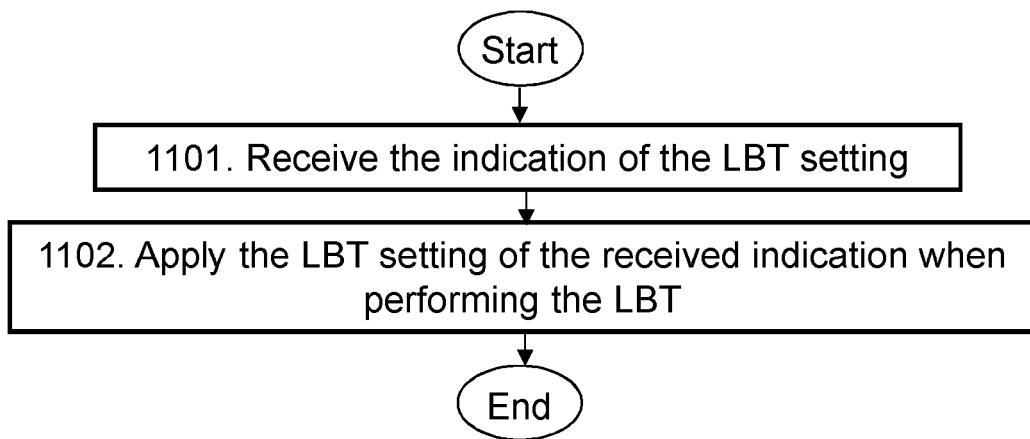 Start
1101. Receive the indication of the LBT setting
1102. Apply the LBT setting of the received indication when
performing the LBT
End